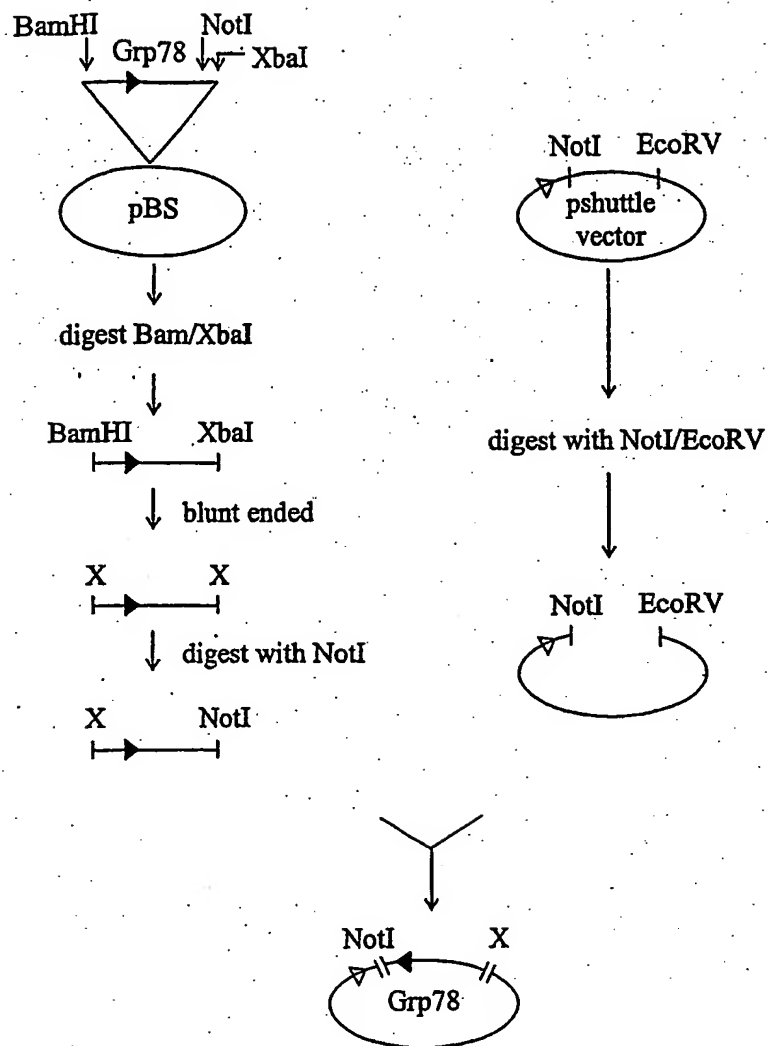 BamHI
NotI
Grp78
XbaI
pBS
digest Bam/XbaI
BamHI XbaI
blunt ended
X X
digest with NotI
X NotI
NotI EcoRV
pshuttle
vector
digest with NotI/EcoRV
NotI EcoRV
NotI X
Grp78